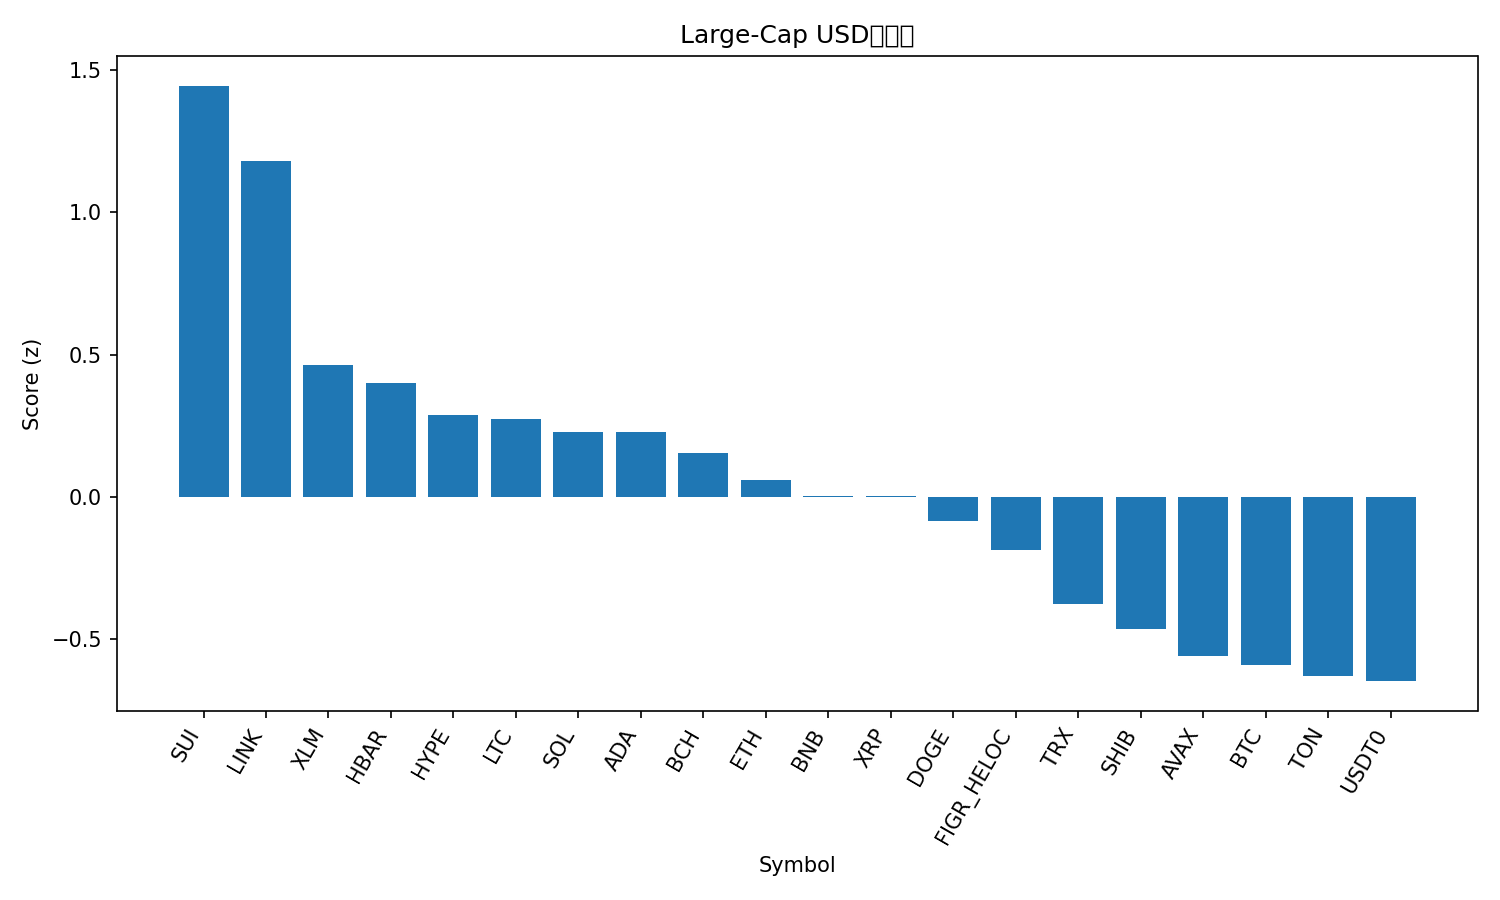 Large-Cap USD
1.5
1.0
0.5
0.0
−0.5
Score (z)
SUI
LINK
XLM
HBAR
HYPE
LTC
SOL
ADA
BCH
ETH
BNB
XRP
DOGE
FIGR_HELOC
TRX
SHIB
AVAX
BTC
TON
USDT0
Symbol